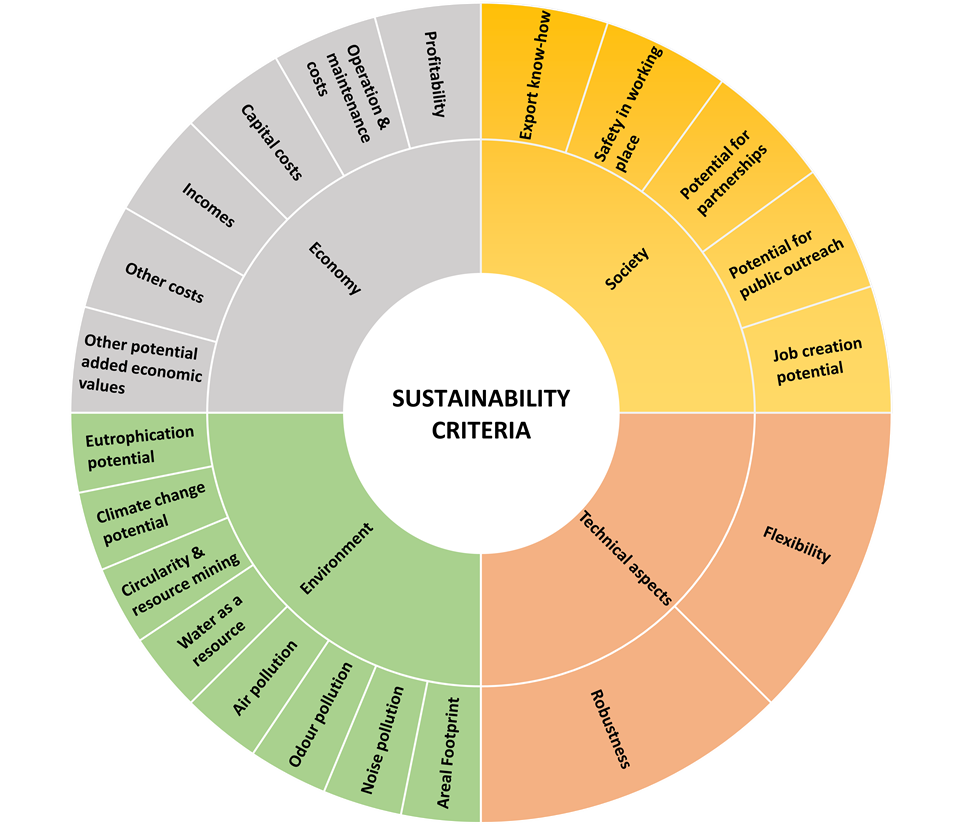 SUSTAINABILITY
CRITERIA
Society
Export know-how
Safety in working
place
Potential for
partnerships
Potential for
public outreach
Job creation
potential
Technical aspects
Flexibility
Robustness
Environment
Areal Footprint
Noise pollution
Odour pollution
Air pollution
Water as a
resource
Circularity &
resource mining
Climate change
potential
Eutrophication
potential
Economy
Other potential
added economic
values
Other costs
Incomes
Capital costs
Operation &
maintenance
costs
Profitability